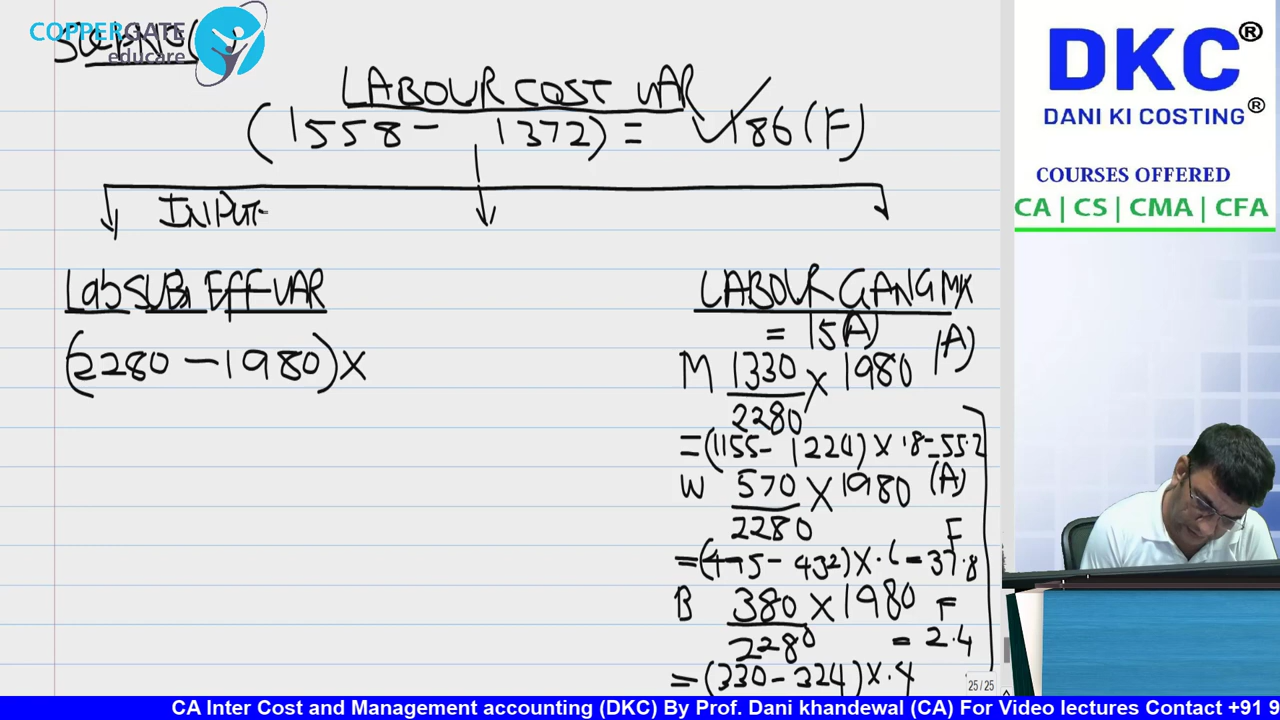 COPPERGATE
educare
LABOUR COST VAR
(1558 - 1372) = 186 (F)
INPUT
Lab SUB EFF VAR
(2280 - 1980) X
LABOUR GANG MIX
= 15 (A)
M 1330 X 1980 (A)
2280
= (1155 - 1224) X .8 = 55.2
W 570 X 1980 (A)
2280
F
= (475 - 432) X .6 = 37.8
B 380 X 1980 F
2280 = 2.4
= (330 - 324) X .4
25 / 25
DKC®
DANI KI COSTING®
COURSES OFFERED
CA | CS | CMA | CFA
CA Inter Cost and Management accounting (DKC) By Prof. Dani khandewal (CA) For Video lectures Contact +91 9